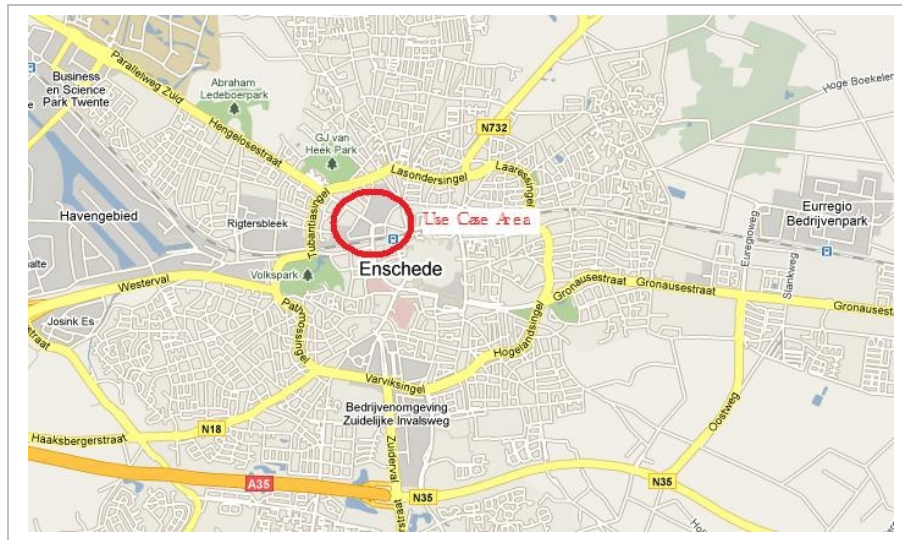 Business
en Science
Park Twente
Parallelweg Zuid
Abraham
Ledeboerpark
Hengelosestraat
GJ van
Heek Park
N732
Hoge Boekeler
Lasondersingel
Laaressingel
Havengebied
Rigtersbleek
Tubantiasingel
Use Case Area
Euregioweg
Eurregio
Bedrijvenpark
Enschede
Volkspark
Westerval
Slankweg
Gronausestraat
Gronausestraat
Gronausest
Josink Es
Pathmossingel
Hogelandsingel
Varviksingel
Bedrijvenomgeving
Zuidelijke Invalsweg
Oostweg
N18
Haaksbergerstraat
Zuiderval
A35
N35
N35